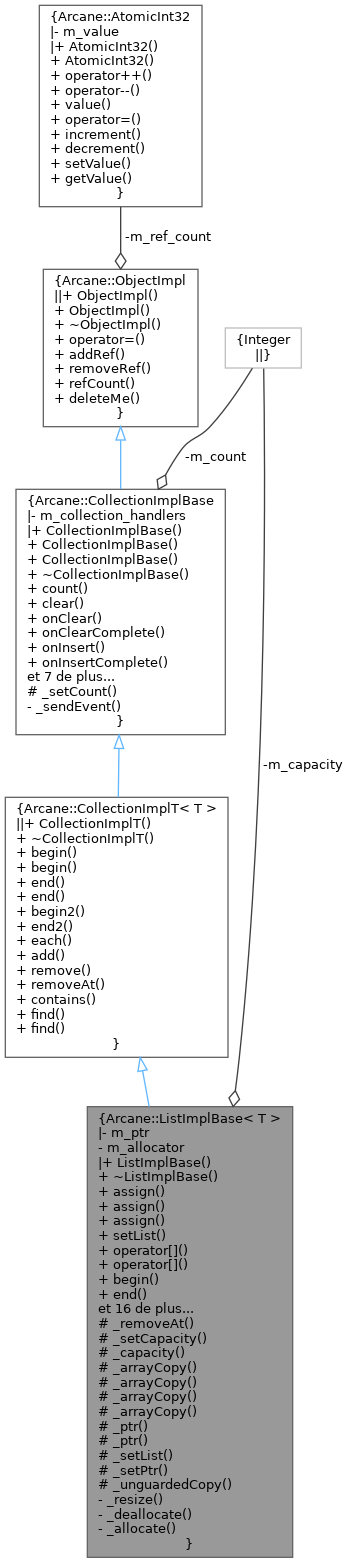 {Arcane::AtomicInt32
|- m_value
|+ AtomicInt32()
+ AtomicInt32()
+ operator++()
+ operator--()
+ value()
+ operator=()
+ increment()
+ decrement()
+ setValue()
+ getValue()
}
-m_ref_count
{Arcane::ObjectImpl
||+ ObjectImpl()
+ ObjectImpl()
+ ~ObjectImpl()
+ operator=()
+ addRef()
+ removeRef()
+ refCount()
+ deleteMe()
}
{Integer
||}
-m_count
{Arcane::CollectionImplBase
|- m_collection_handlers
|+ CollectionImplBase()
+ CollectionImplBase()
+ CollectionImplBase()
+ ~CollectionImplBase()
+ count()
+ clear()
+ onClear()
+ onClearComplete()
+ onInsert()
+ onInsertComplete()
et 7 de plus...
# _setCount()
- _sendEvent()
}
-m_capacity
{Arcane::CollectionImplT< T >
||+ CollectionImplT()
+ ~CollectionImplT()
+ begin()
+ begin()
+ end()
+ end()
+ begin2()
+ end2()
+ each()
+ add()
+ remove()
+ removeAt()
+ contains()
+ find()
+ find()
}
{Arcane::ListImplBase< T >
|- m_ptr
- m_allocator
|+ ListImplBase()
+ ~ListImplBase()
+ assign()
+ assign()
+ assign()
+ setList()
+ operator[]()
+ operator[]()
+ begin()
+ end()
et 16 de plus...
# _removeAt()
# _setCapacity()
# _capacity()
# _arrayCopy()
# _arrayCopy()
# _arrayCopy()
# _arrayCopy()
# _ptr()
# _ptr()
# _setList()
# _setPtr()
# _unguardedCopy()
- _resize()
- _deallocate()
- _allocate()
}